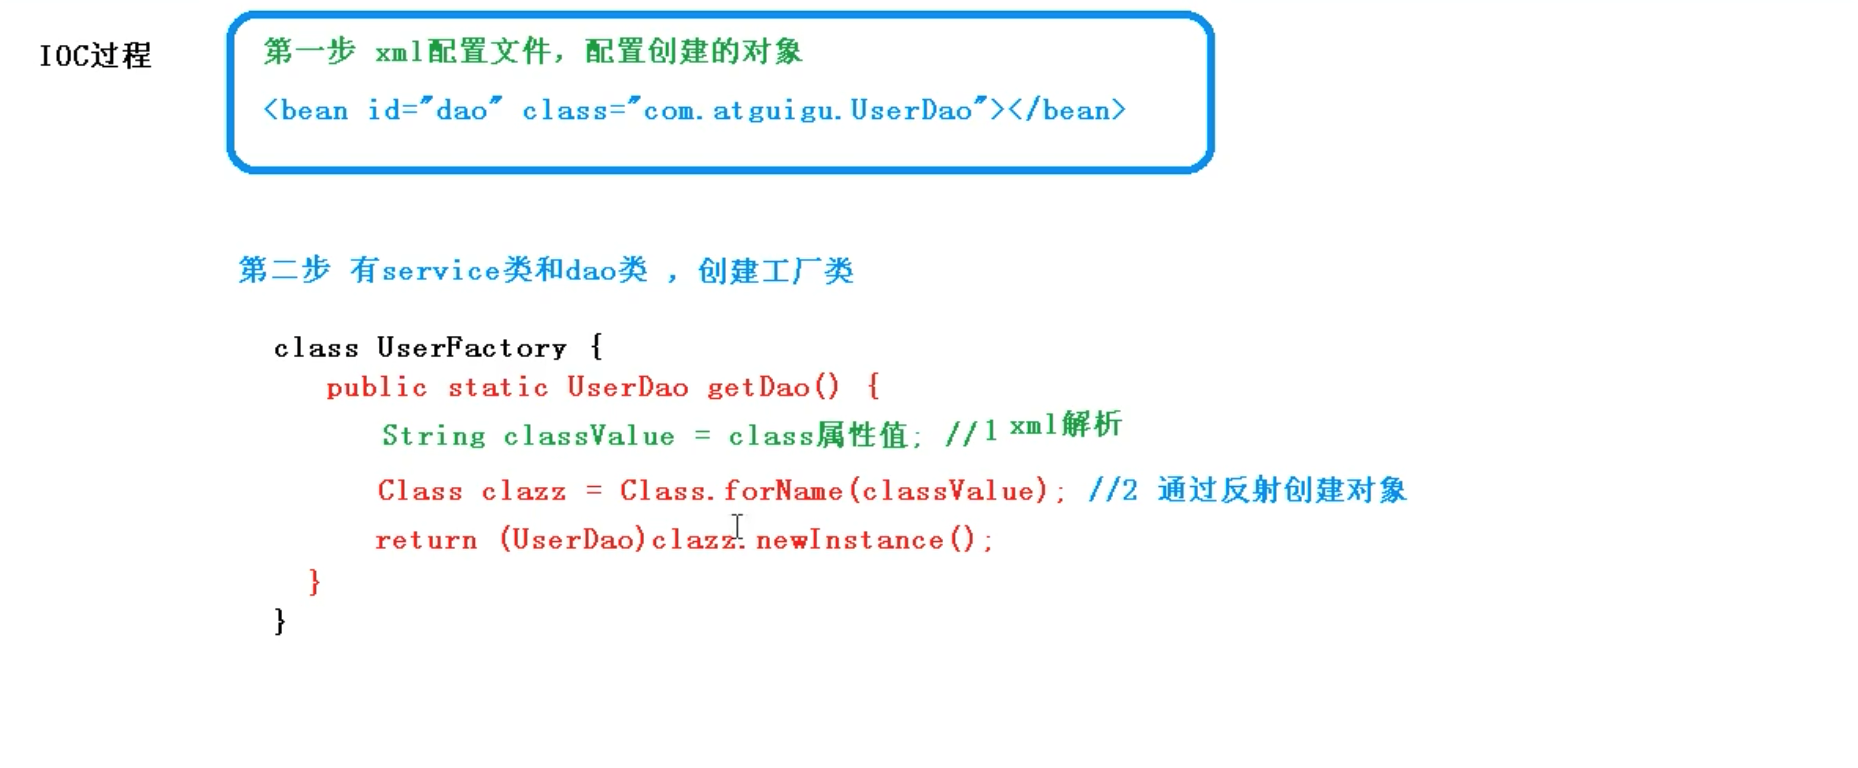 IOC过程
第一步 xml配置文件，配置创建的对象
<bean id="dao" class="com.atguigu.UserDao"></bean>
第二步 有service类和dao类 ，创建工厂类
class UserFactory {
public static UserDao getDao() {
String classValue = class属性值; //1 xml解析
Class clazz = Class.forName(classValue); //2 通过反射创建对象
return (UserDao)clazz.newInstance();
}
}